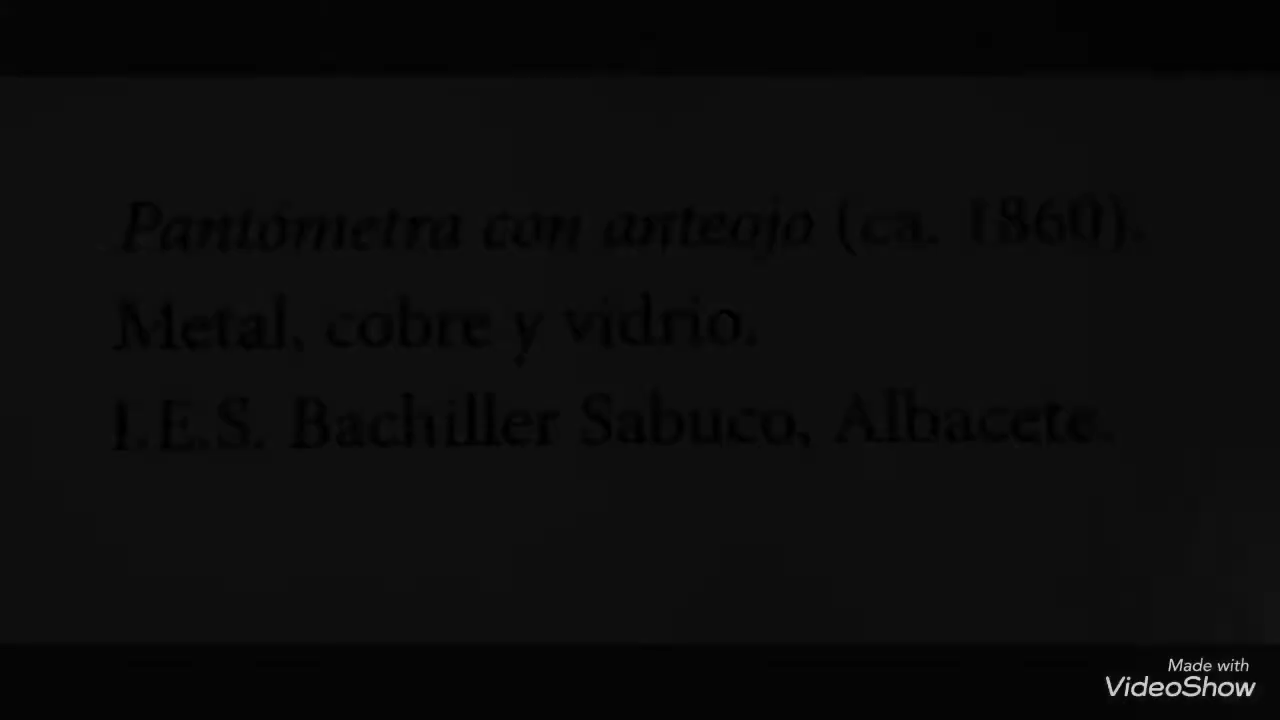 Pantómetra con anteojo (ca. 1860).
Metal, cobre y vidrio.
I.E.S. Bachiller Sabuco, Albacete.
Made with
VideoShow